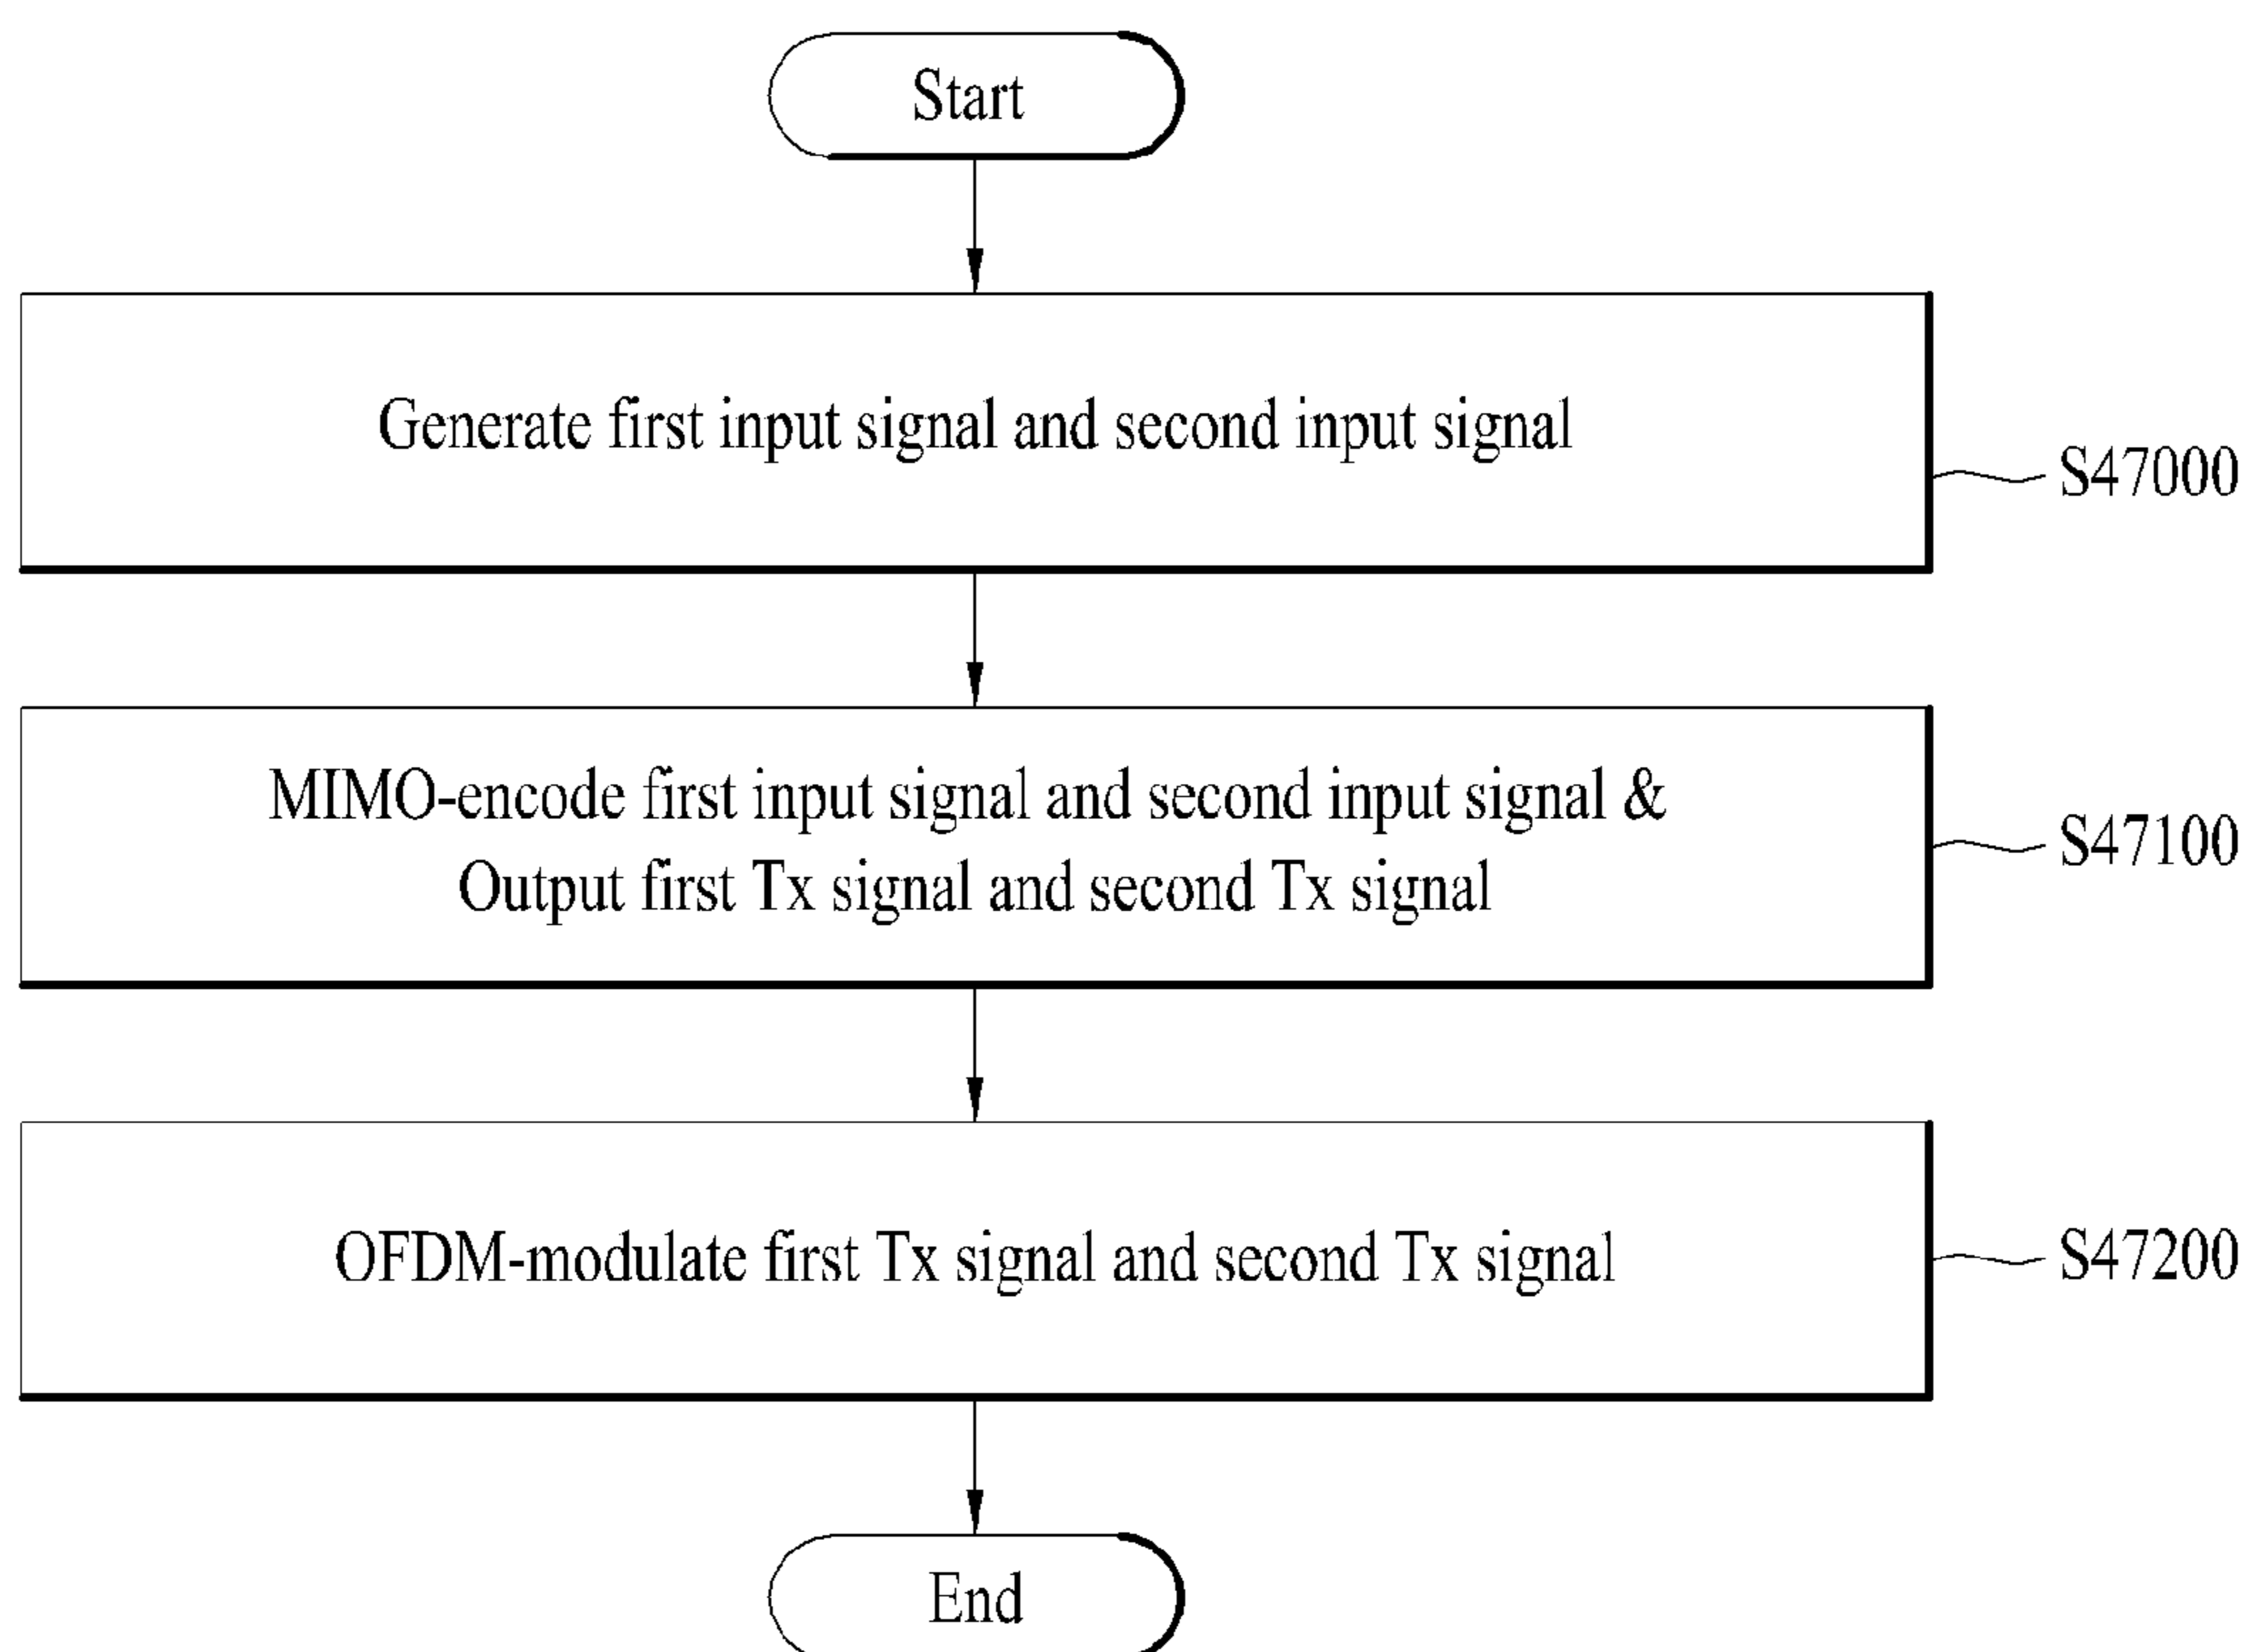 Start
Generate first input signal and second input signal
S47000
MIMO-encode first input signal and second input signal &
Output first Tx signal and second Tx signal
S47100
OFDM-modulate first Tx signal and second Tx signal
S47200
End